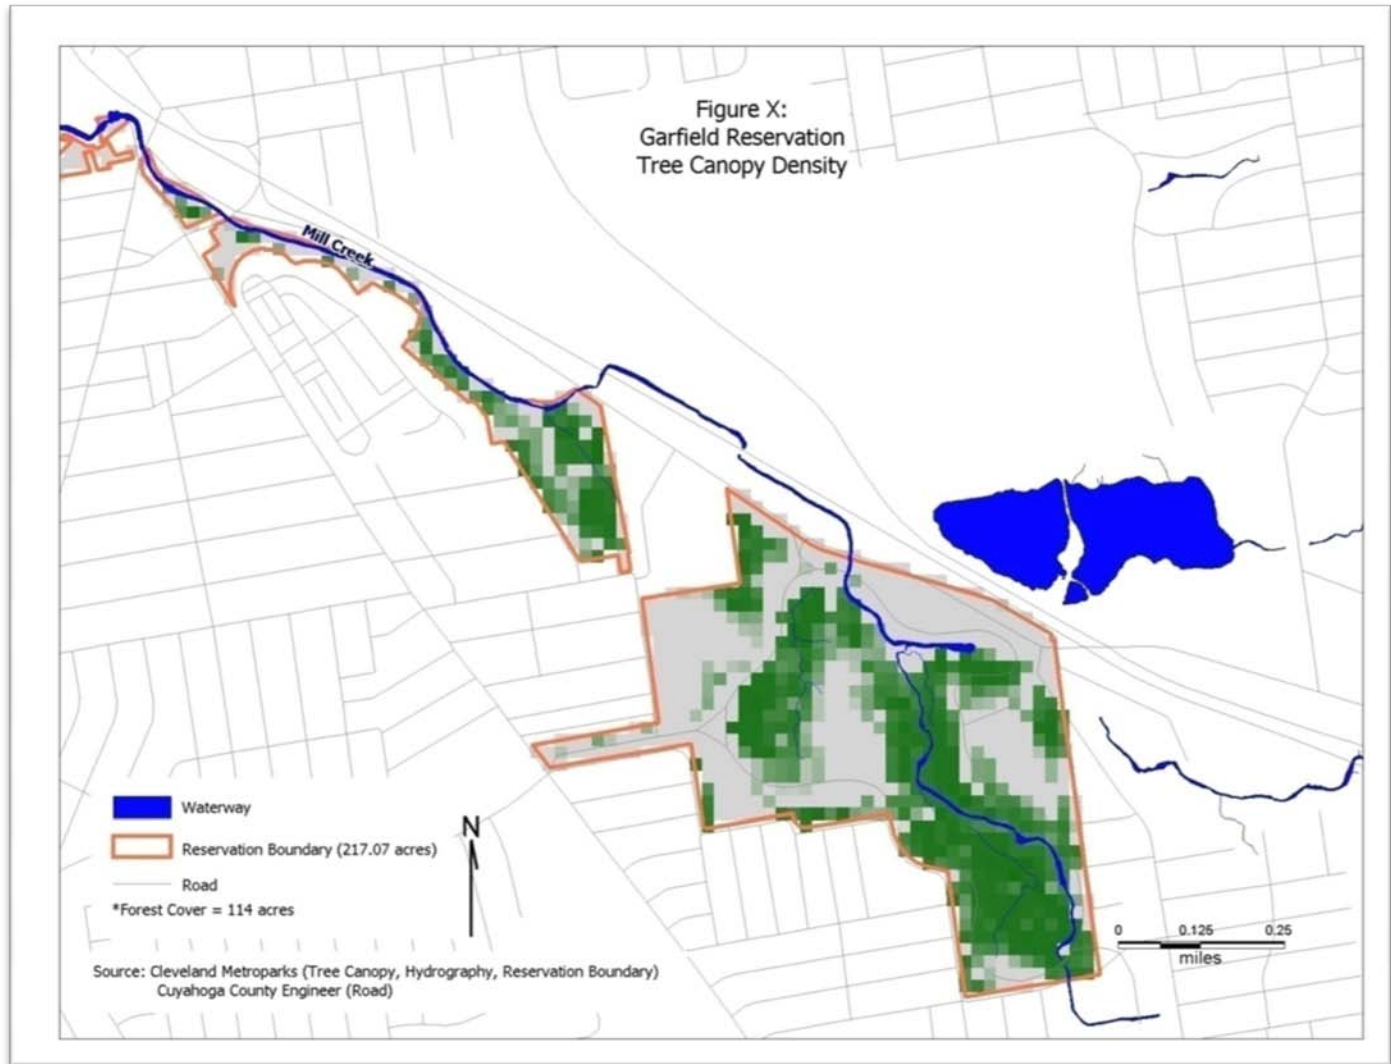 Figure X:
Garfield Reservation
Tree Canopy Density
Mill Creek
Waterway
Reservation Boundary (217.07 acres)
Road
*Forest Cover = 114 acres
N
0 0.125 0.25
miles
Source: Cleveland Metroparks (Tree Canopy, Hydrography, Reservation Boundary)
Cuyahoga County Engineer (Road)